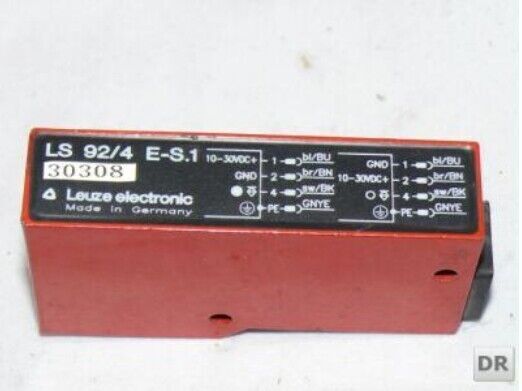 LS 92/4 E-S.1
30308
Leuze electronic
Made in Germany
10-30VDC+ 1 bl/BU
GND 2 br/BN
4 sw/BK
PE GNYE
GND 1 bl/BU
10-30VDC+ 2 br/BN
4 sw/BK
PE GNYE
DR